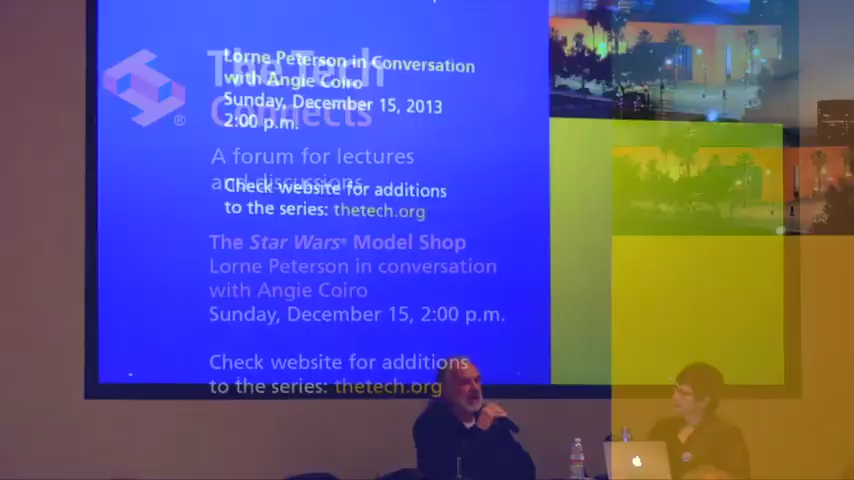 The Tech
Connects
®
Lorne Peterson in Conversation
with Angie Coiro
Sunday, December 15, 2013
2:00 p.m.
A forum for lectures
and discussions
Check website for additions
to the series: thetech.org
The Star Wars® Model Shop
Lorne Peterson in conversation
with Angie Coiro
Sunday, December 15, 2:00 p.m.
Check website for additions
to the series: thetech.org